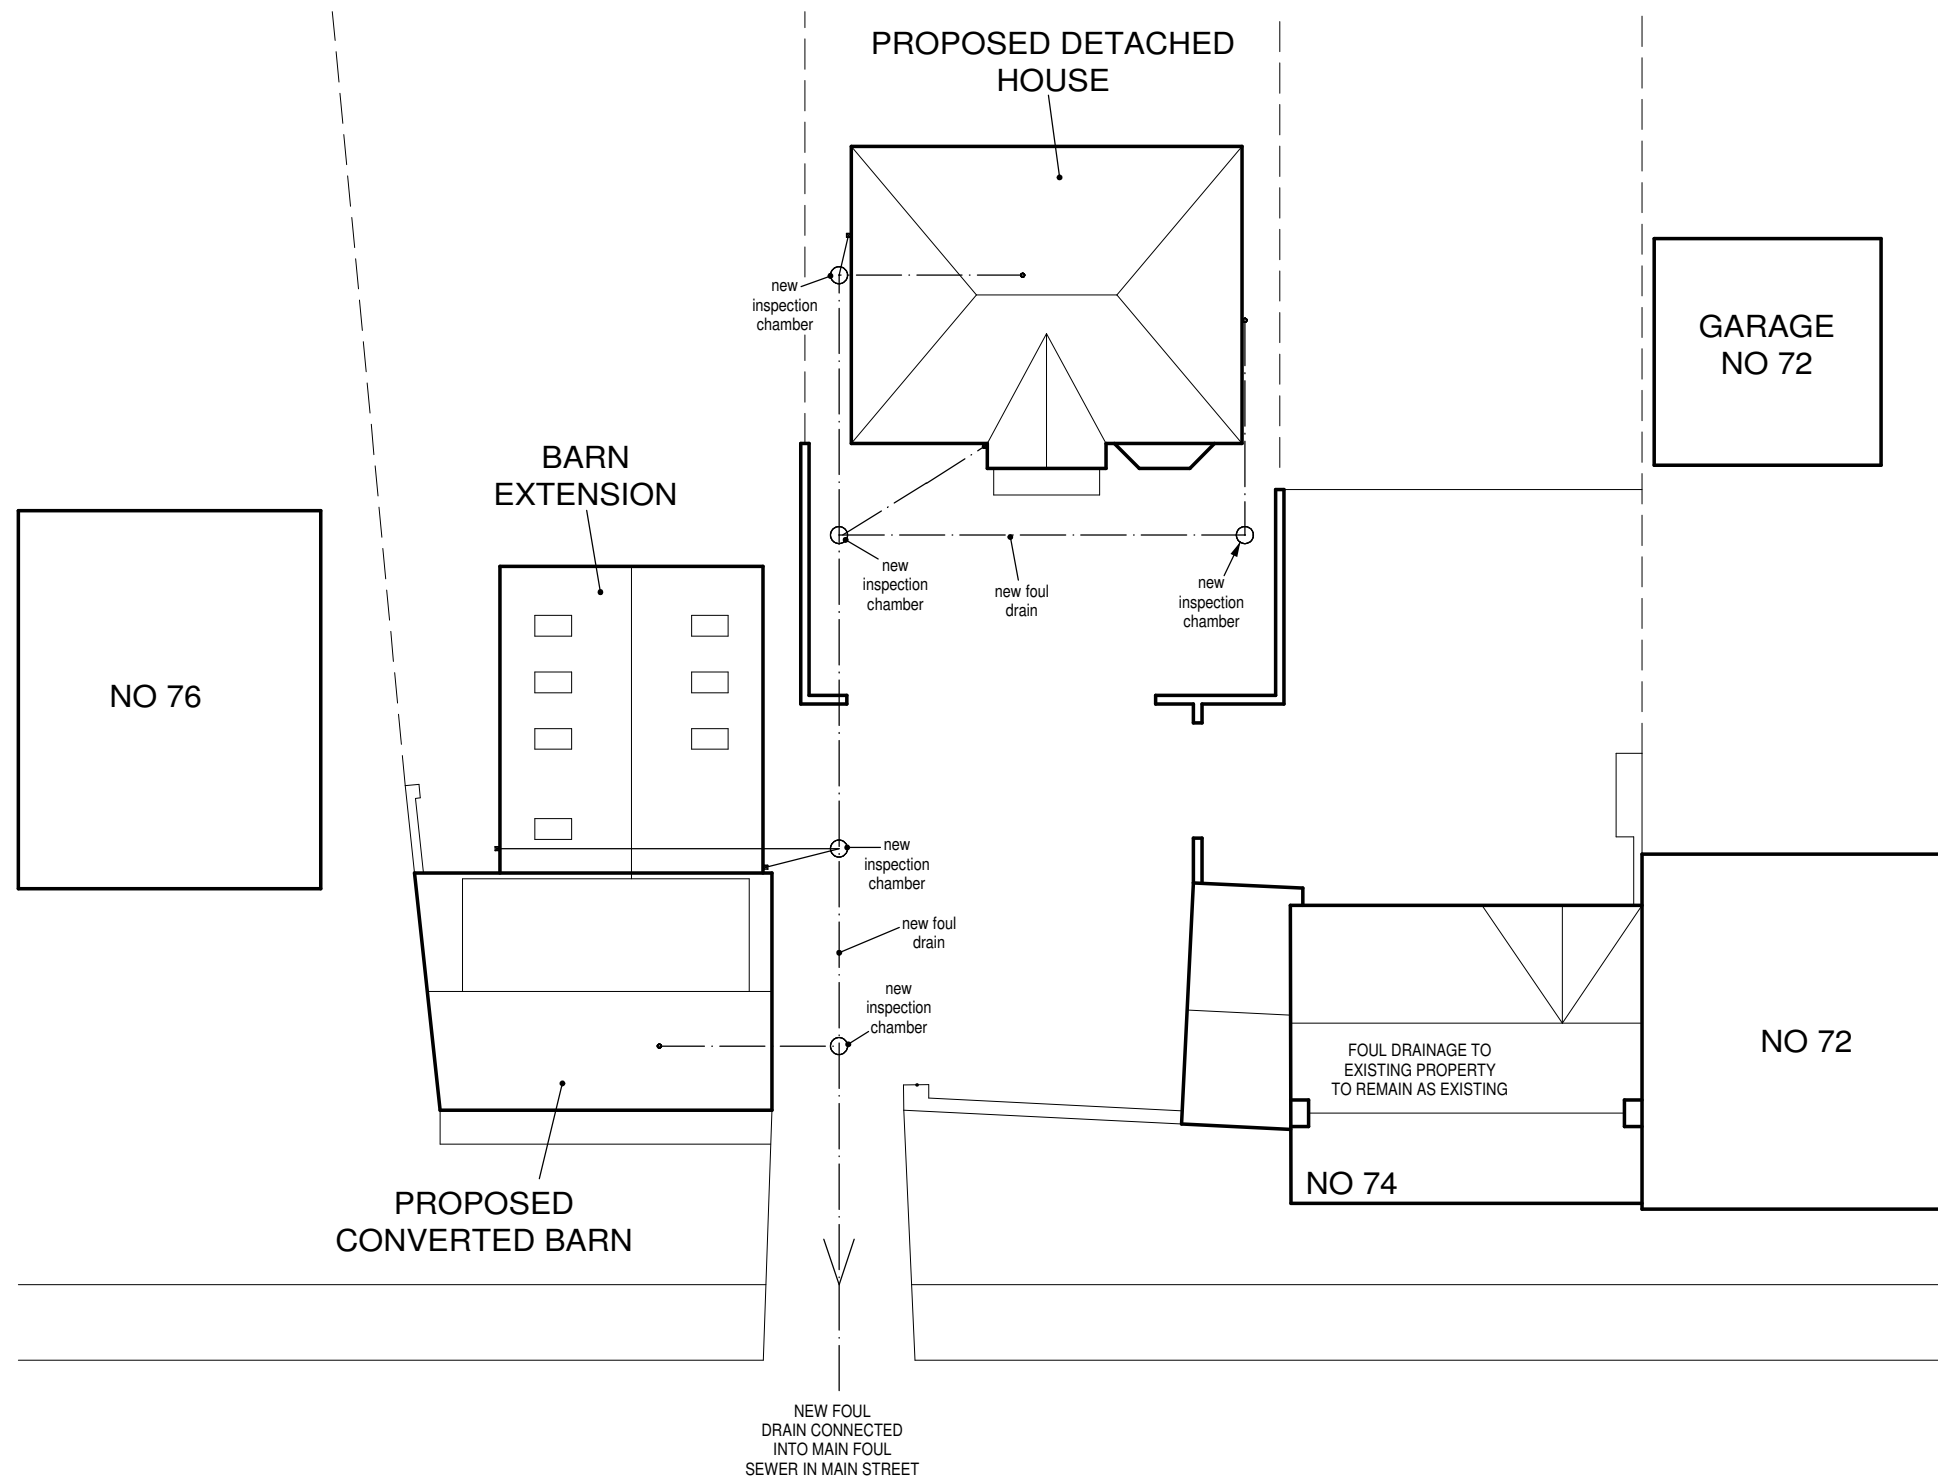 PROPOSED DETACHED
HOUSE
new
inspection
chamber
GARAGE
NO 72
BARN
EXTENSION
new
inspection
chamber
new foul
drain
new
inspection
chamber
NO 76
new
inspection
chamber
new foul
drain
new
inspection
chamber
FOUL DRAINAGE TO
EXISTING PROPERTY
TO REMAIN AS EXISTING
NO 72
NO 74
PROPOSED
CONVERTED BARN
NEW FOUL
DRAIN CONNECTED
INTO MAIN FOUL
SEWER IN MAIN STREET